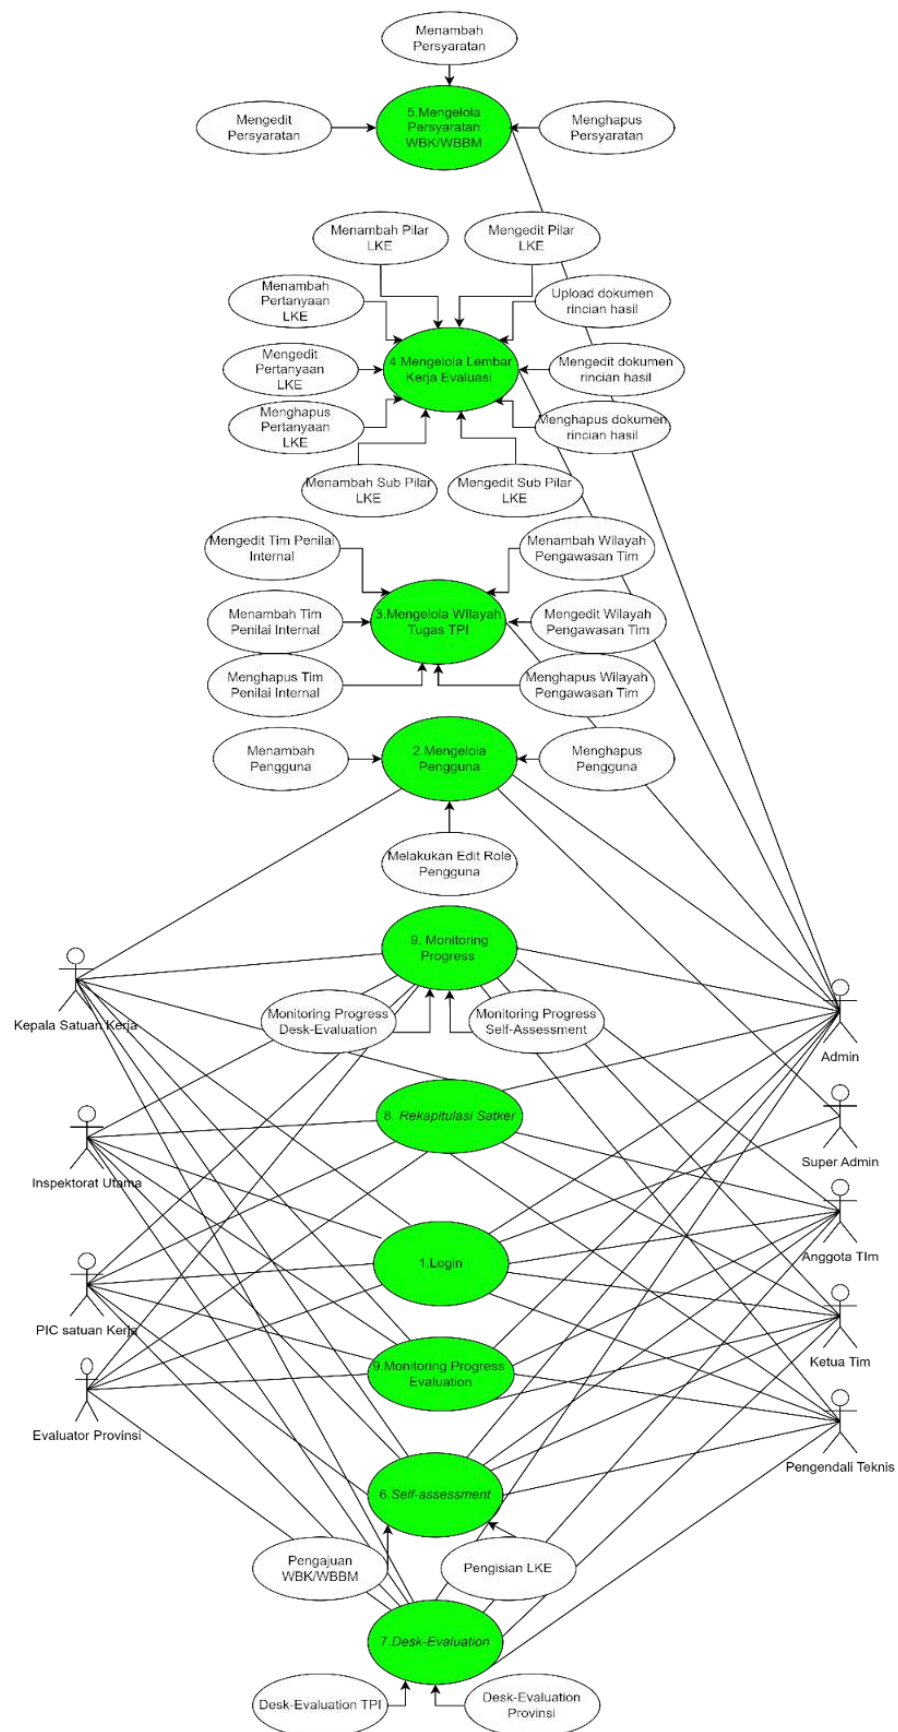 Menambah
Persyaratan
Mengedit
Persyaratan
5.Mengelola
Persyaratan
WBK/WBBM
Menghapus
Persyaratan
Menambah Pilar
LKE
Mengedit Pilar
LKE
Menambah
Pertanyaan
LKE
Upload dokumen
rincian hasil
Mengedit
Pertanyaan
LKE
4.Mengelola Lembar
Kerja Evaluasi
Mengedit dokumen
rincian hasil
Menghapus
Pertanyaan
LKE
Menghapus dokumen
rincian hasil
Menambah Sub Pilar
LKE
Mengedit Sub Pilar
LKE
Mengedit Tim Penilai
Internal
Menambah Wilayah
Pengawasan Tim
Menambah Tim
Penilai Internal
3.Mengelola Wilayah
Tugas TPI
Mengedit Wilayah
Pengawasan Tim
Menghapus Tim
Penilai Internal
Menghapus Wilayah
Pengawasan Tim
Menambah
Pengguna
2.Mengelola
Pengguna
Menghapus
Pengguna
Melakukan Edit Role
Pengguna
9. Monitoring
Progress
Kepala Satuan Kerja
Monitoring Progress
Desk-Evaluation
Monitoring Progress
Self-Assessment
Admin
8. Rekapitulasi Satker
Inspektorat Utama
Super Admin
1.Login
Anggota TIm
PIC satuan Kerja
9.Monitoring Progress
Evaluation
Ketua Tim
Evaluator Provinsi
Pengendali Teknis
6.Self-assessment
Pengajuan
WBK/WBBM
Pengisian LKE
7.Desk-Evaluation
Desk-Evaluation TPI
Desk-Evaluation
Provinsi